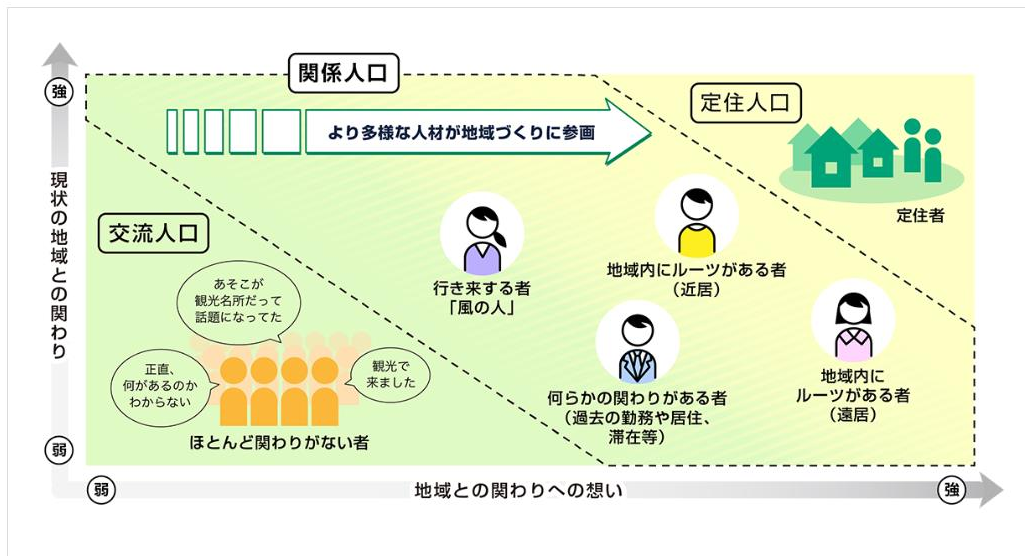 関係人口
強
より多様な人材が地域づくりに参画
定住人口
定住者
現状の地域との関わり
交流人口
あそこが
観光名所だって
話題になってた
正直、
何があるのか
わからない
観光で
来ました
ほとんど関わりがない者
行き来する者
「風の人」
地域内にルーツがある者
（近居）
何らかの関わりがある者
（過去の勤務や居住、
滞在等）
地域内に
ルーツがある者
（遠居）
弱
弱
地域との関わりへの想い
強